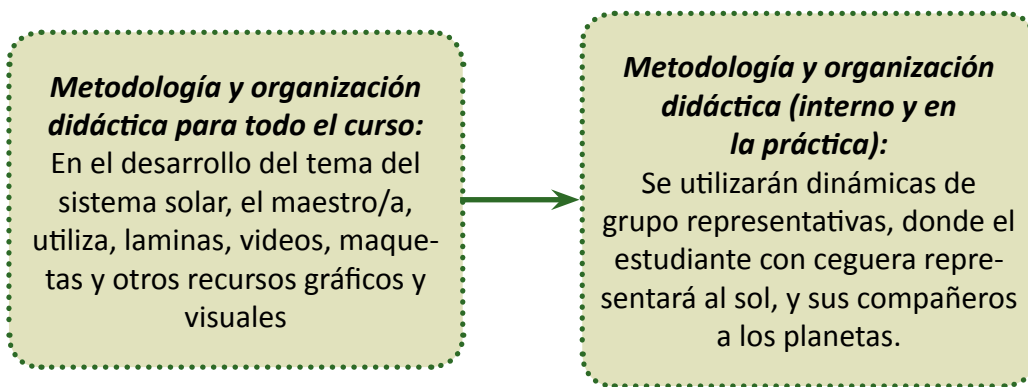 Metodología y organización
didáctica para todo el curso:
En el desarrollo del tema del
sistema solar, el maestro/a,
utiliza, laminas, videos, maque-
tas y otros recursos gráficos y
visuales
Metodología y organización
didáctica (interno y en
la práctica):
Se utilizarán dinámicas de
grupo representativas, donde el
estudiante con ceguera repre-
sentará al sol, y sus compañeros
a los planetas.